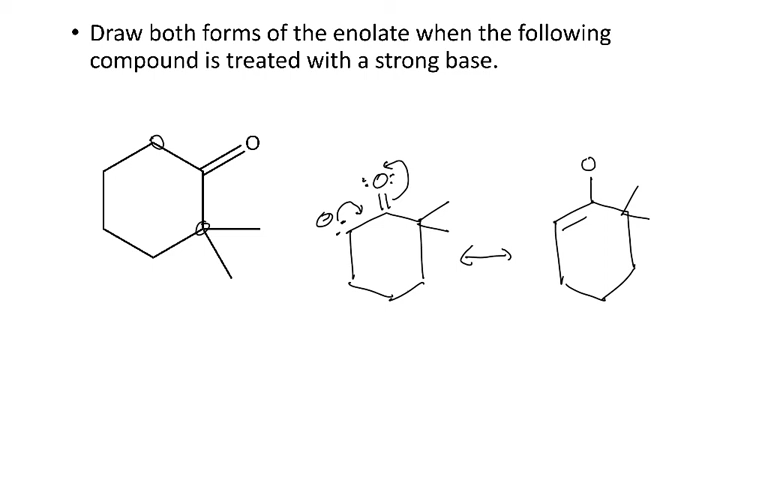 • Draw both forms of the enolate when the following
compound is treated with a strong base.
O
:O:
O